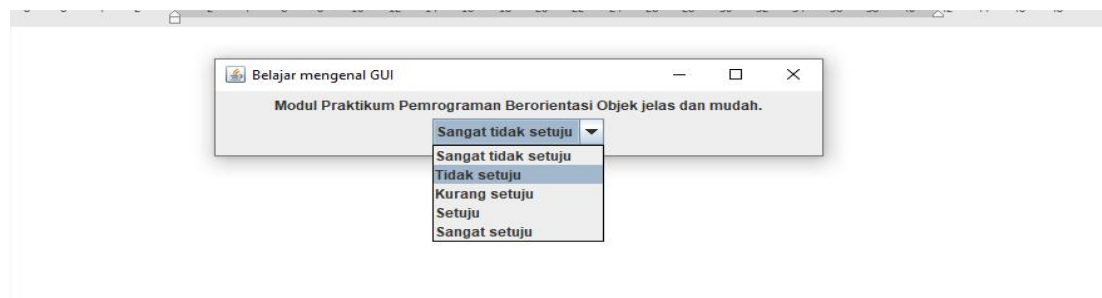 Belajar mengenal GUI
Modul Praktikum Pemrograman Berorientasi Objek jelas dan mudah.
Sangat tidak setuju
Sangat tidak setuju
Tidak setuju
Kurang setuju
Setuju
Sangat setuju